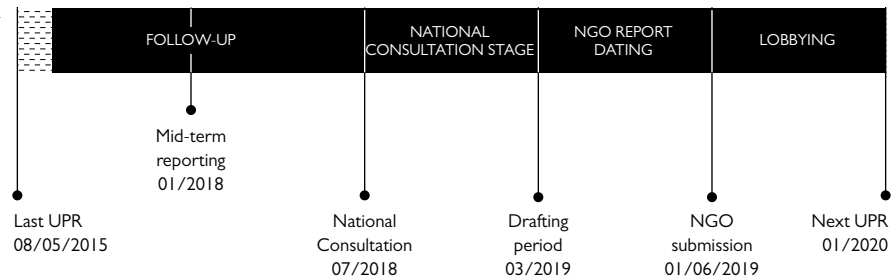 FOLLOW-UP
NATIONAL
CONSULTATION STAGE
NGO REPORT
DATING
LOBBYING
Mid-term
reporting
01/2018
Last UPR
08/05/2015
National
Consultation
07/2018
Drafting
period
03/2019
NGO
submission
01/06/2019
Next UPR
01/2020